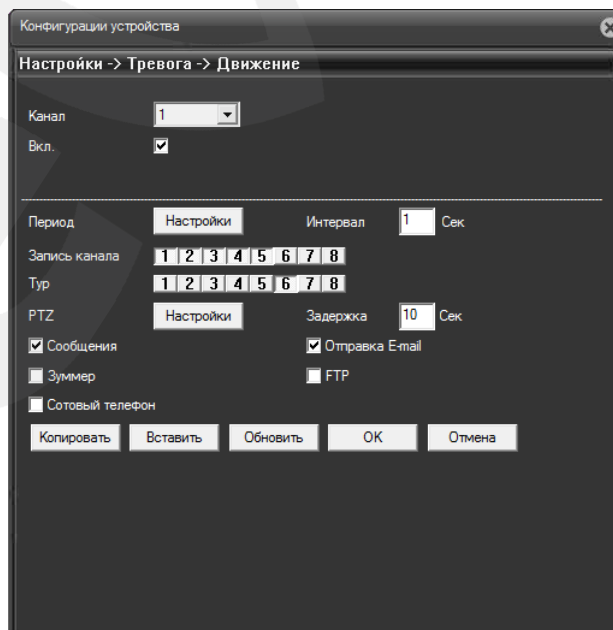 Конфигурации устройства
Настройки -> Тревога -> Движение
Канал 1
Вкл.
Период Настройки Интервал 1 Сек
Запись канала 1 2 3 4 5 6 7 8
Тур 1 2 3 4 5 6 7 8
PTZ Настройки Задержка 10 Сек
Сообщения Отправка E-mail
Зуммер FTP
Сотовый телефон
Копировать Вставить Обновить OK Отмена